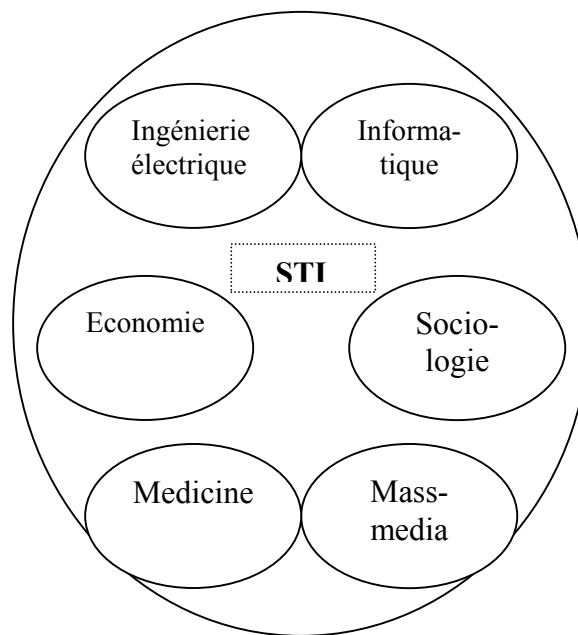 Ingénierie
électrique
Informa-
tique
STI
Economie
Socio-
logie
Medicine
Mass-
media